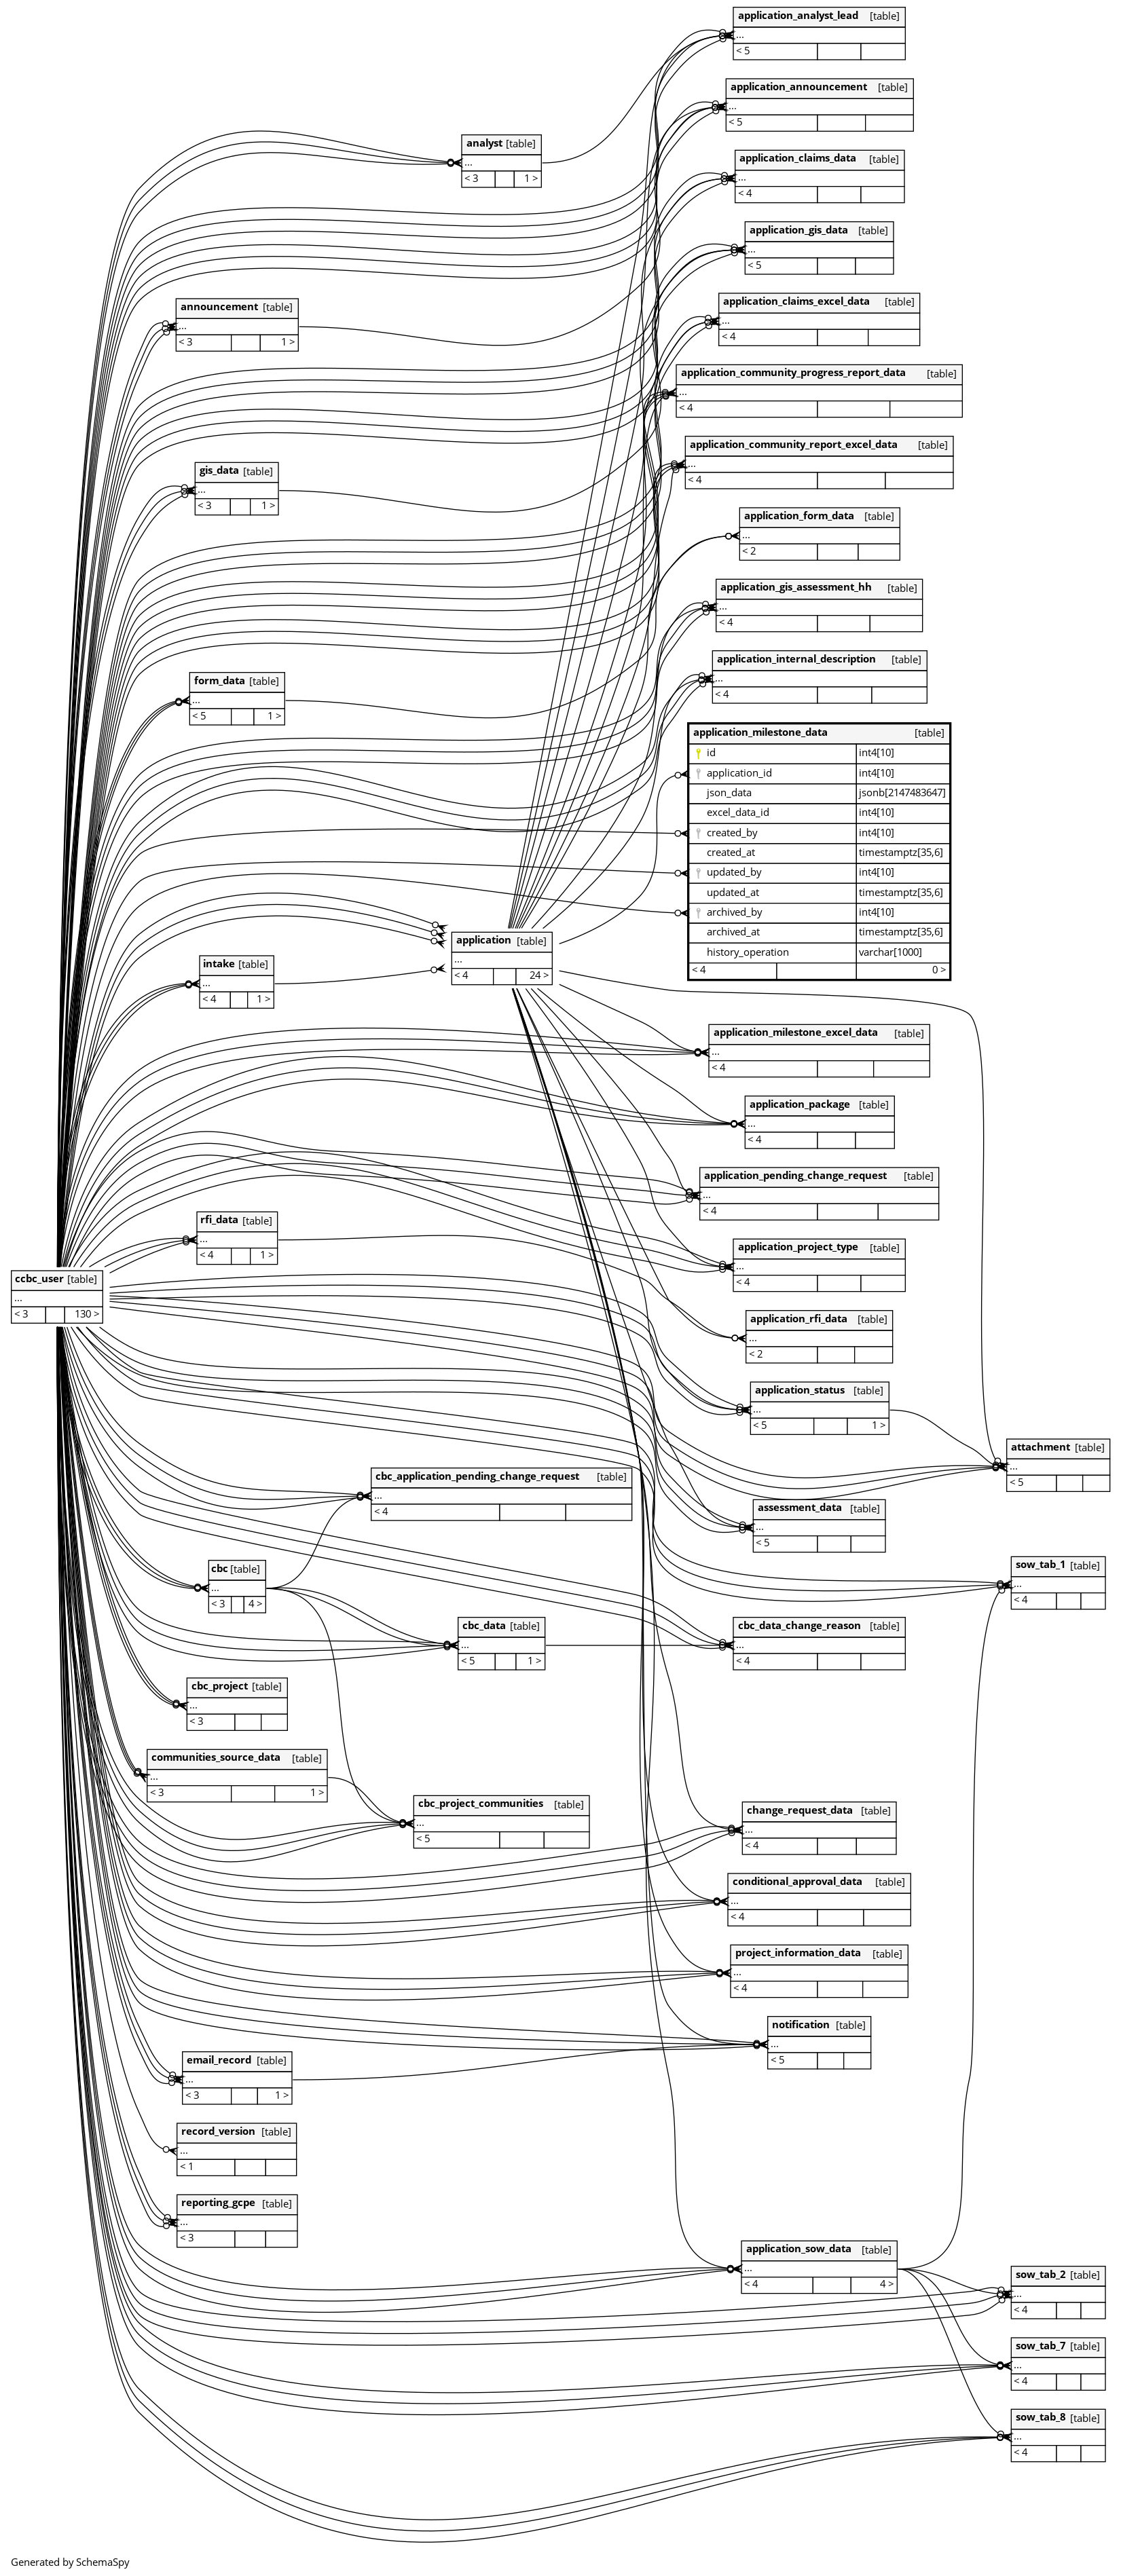 application_analyst_lead [table]
...
< 5
application_announcement [table]
...
< 5
analyst [table]
...
< 3 1 >
application_claims_data [table]
...
< 4
application_gis_data [table]
...
< 5
application_claims_excel_data [table]
...
< 4
announcement [table]
...
< 3 1 >
application_community_progress_report_data [table]
...
< 4
application_community_report_excel_data [table]
...
< 4
gis_data [table]
...
< 3 1 >
application_form_data [table]
...
< 2
application_gis_assessment_hh [table]
...
< 4
application_internal_description [table]
...
< 4
form_data [table]
...
< 5 1 >
application_milestone_data [table]
id int4[10]
application_id int4[10]
json_data jsonb[2147483647]
excel_data_id int4[10]
created_by int4[10]
created_at timestamptz[35,6]
updated_by int4[10]
updated_at timestamptz[35,6]
archived_by int4[10]
archived_at timestamptz[35,6]
history_operation varchar[1000]
< 4 0 >
application [table]
...
< 4 24 >
intake [table]
...
< 4 1 >
application_milestone_excel_data [table]
...
< 4
application_package [table]
...
< 4
application_pending_change_request [table]
...
< 4
rfi_data [table]
...
< 4 1 >
application_project_type [table]
...
< 4
ccbc_user [table]
...
< 3 130 >
application_rfi_data [table]
...
< 2
application_status [table]
...
< 5 1 >
attachment [table]
...
< 5
cbc_application_pending_change_request [table]
...
< 4
assessment_data [table]
...
< 5
cbc [table]
...
< 3 4 >
sow_tab_1 [table]
...
< 4
cbc_data [table]
...
< 5 1 >
cbc_data_change_reason [table]
...
< 4
cbc_project [table]
...
< 3
communities_source_data [table]
...
< 3 1 >
cbc_project_communities [table]
...
< 5
change_request_data [table]
...
< 4
conditional_approval_data [table]
...
< 4
project_information_data [table]
...
< 4
notification [table]
...
< 5
email_record [table]
...
< 3 1 >
record_version [table]
...
< 1
reporting_gcpe [table]
...
< 3
application_sow_data [table]
...
< 4 4 >
sow_tab_2 [table]
...
< 4
sow_tab_7 [table]
...
< 4
sow_tab_8 [table]
...
< 4
Generated by SchemaSpy